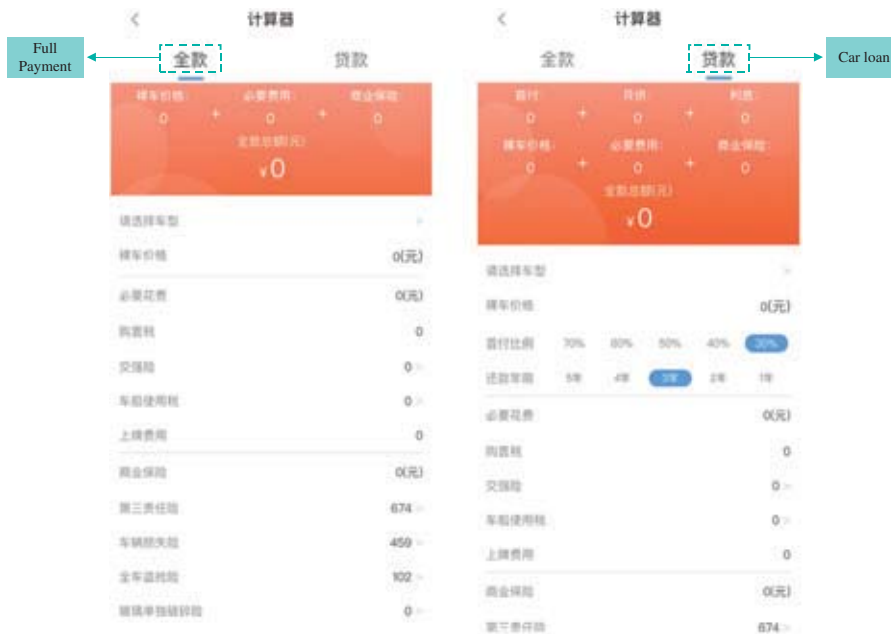 计算器
Full
Payment
全款
贷款
裸车价格:
必要费用:
商业保险:
0 + 0 + 0
全款总额(元)
¥0
请选择车型 >
裸车价格 0(元)
必要花费 0(元)
购置税 0
交强险 0 >
车船使用税 0 >
上牌费用 0
商业保险 0(元)
第三责任险 674 >
车辆损失险 459 >
全车盗抢险 102 >
玻璃单独破碎险 0 >
计算器
全款
贷款
Car loan
首付: 月供: 利息:
0 + 0 + 0
裸车价格: 必要费用: 商业保险:
0 + 0 + 0
全款总额(元)
¥0
请选择车型 >
裸车价格 0(元)
首付比例 70% 60% 50% 40% 30%
还款年限 5年 4年 3年 2年 1年
必要花费 0(元)
购置税 0
交强险 0 >
车船使用税 0 >
上牌费用 0
商业保险 0(元)
第三责任险 674 >